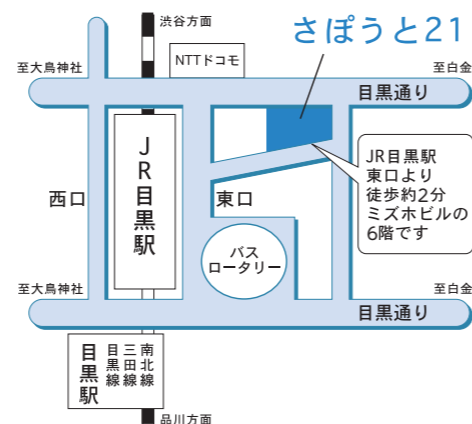 渋谷方面
さぽうと21
NTTドコモ
至大鳥神社
至白金
目黒通り
JR目黒駅
西口
東口
JR目黒駅
東口より
徒歩約2分
ミズホビルの
6階です
バス
ロータリー
至大鳥神社
至白金
目黒通り
目黒駅
目黒線
三田線
南北線
品川方面